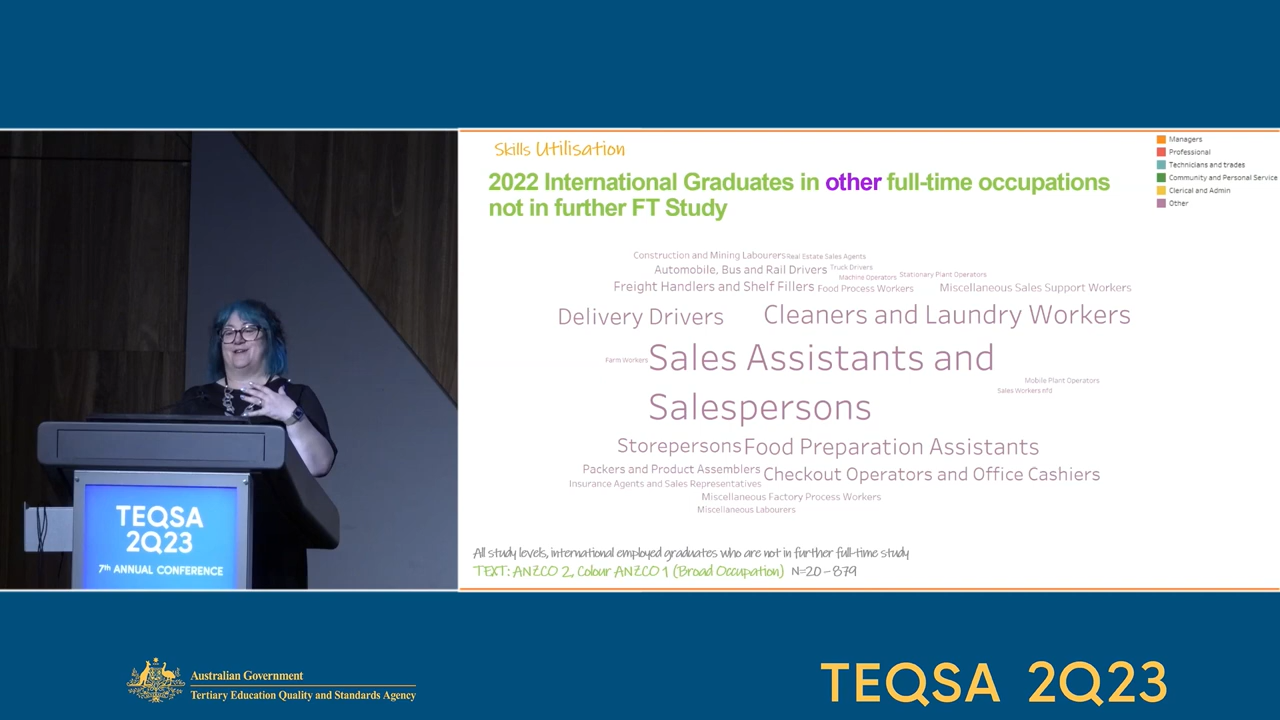 Skills Utilisation
2022 International Graduates in other full-time occupations
not in further FT Study
Managers
Professional
Technicians and trades
Community and Personal Service
Clerical and Admin
Other
Construction and Mining Labourers Real Estate Sales Agents
Automobile, Bus and Rail Drivers Truck Drivers
Machine Operators Stationary Plant Operators
Freight Handlers and Shelf Fillers Food Process Workers Miscellaneous Sales Support Workers
Delivery Drivers Cleaners and Laundry Workers
Farm Workers Sales Assistants and
Salespersons
Mobile Plant Operators
Sales Workers nfd
Storepersons Food Preparation Assistants
Packers and Product Assemblers Checkout Operators and Office Cashiers
Insurance Agents and Sales Representatives
Miscellaneous Factory Process Workers
Miscellaneous Labourers
All study levels, international employed graduates who are not in further full-time study
TEXT: ANZCO 2, Colour ANZCO 1 (Broad Occupation) N=20 – 879
TEQSA
2Q23
7th ANNUAL CONFERENCE
Australian Government
Tertiary Education Quality and Standards Agency
TEQSA 2Q23